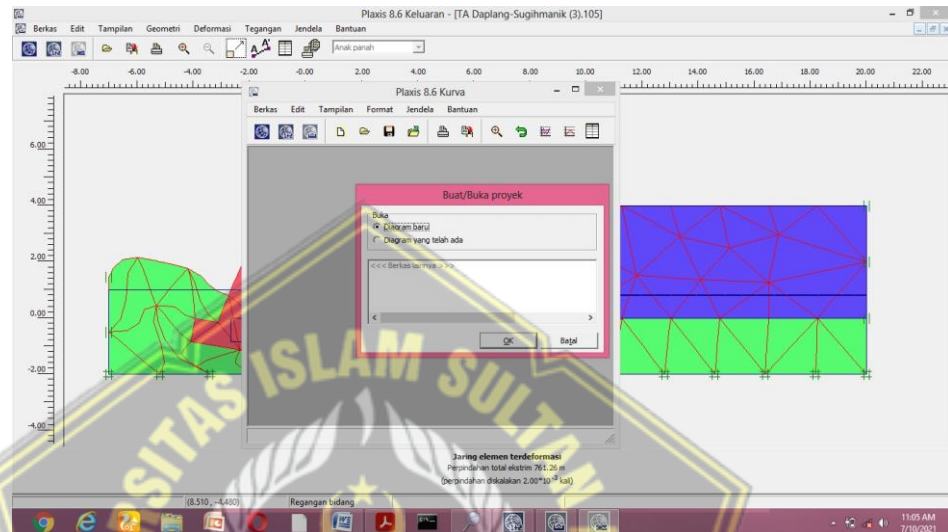 Plaxis 8.6 Keluaran - [TA Daplang-Sugihmanik (3).105]
Berkas Edit Tampilan Geometri Deformasi Tegangan Jendela Bantuan
Anak panah
-8.00 -6.00 -4.00 -2.00 -0.00 2.00 4.00 6.00 8.00 10.00 12.00 14.00 16.00 18.00 20.00 22.00
Plaxis 8.6 Kurva
Berkas Edit Tampilan Format Jendela Bantuan
6.00
4.00
2.00
0.00
-2.00
-4.00
Buat/Buka proyek
Buka
Diagram baru
Diagram yang telah ada
<<< Berkas lainnya >>>
OK Batal
ISLAM SUL
SITAS SULTAN
Jaring elemen terdeformasi
Perpindahan total ekstrim 761.26 m
(perpindahan diskalakan 2.00*10-3 kali)
(8.510 , -4.480) Regangan bidang
11:05 AM
7/10/2021